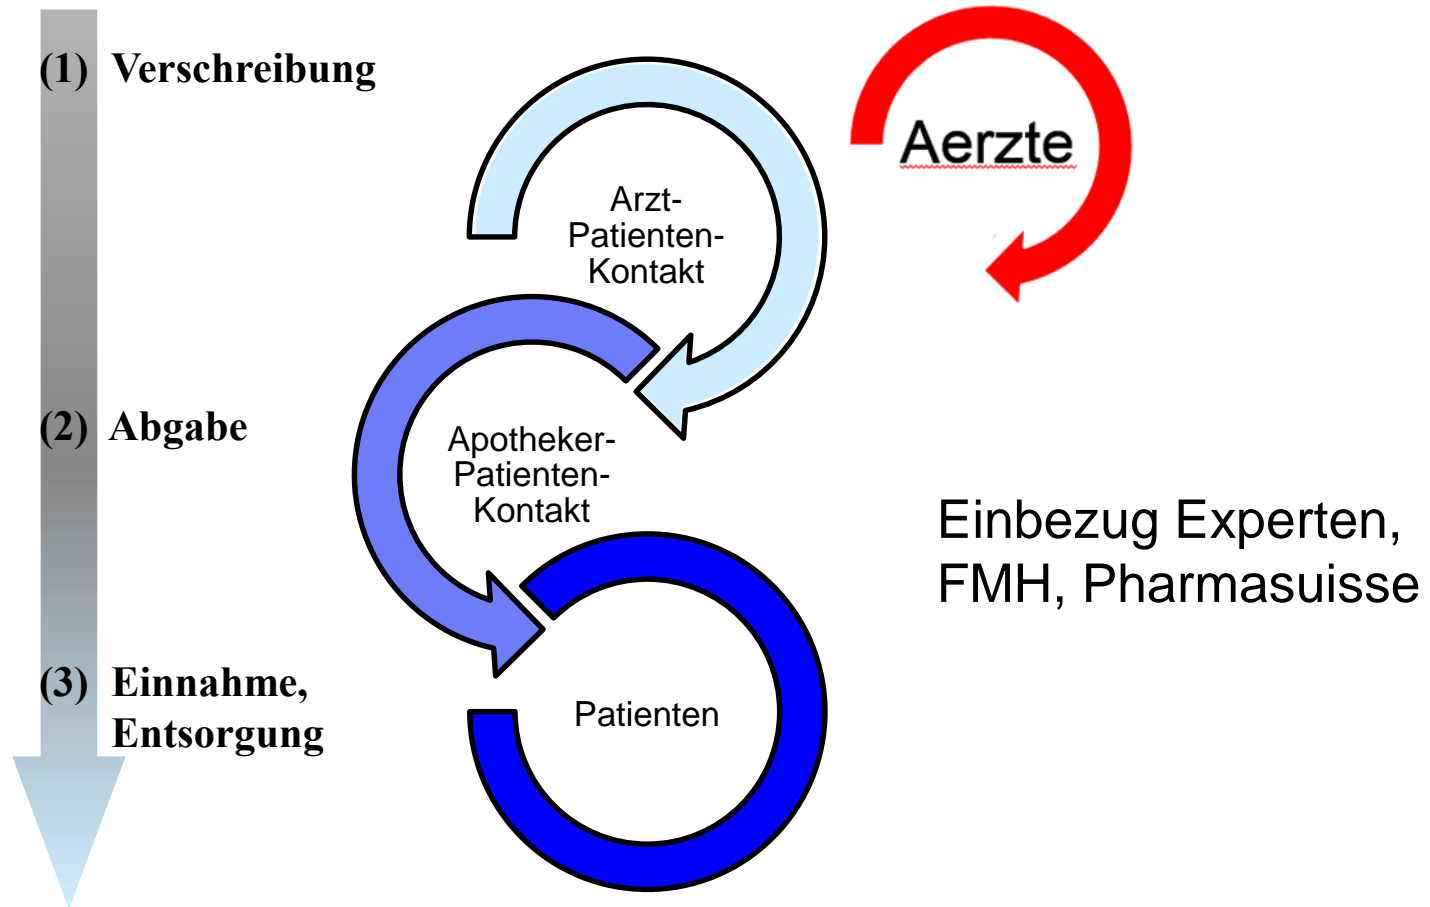 (1) Verschreibung
Aerzte
Arzt-
Patienten-
Kontakt
(2) Abgabe
Apotheker-
Patienten-
Kontakt
Einbezug Experten,
FMH, Pharmasuisse
(3) Einnahme,
Entsorgung
Patienten